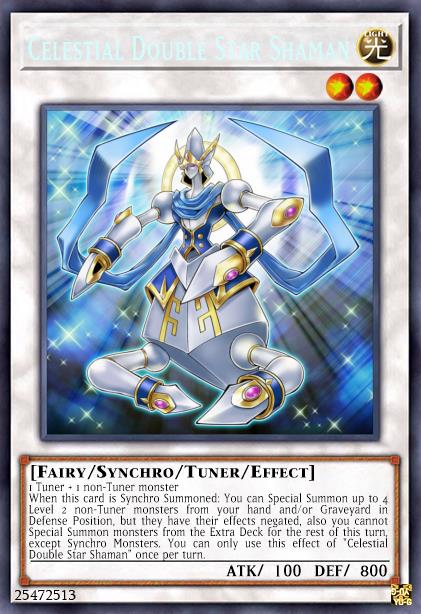 Celestial Double Star Shaman
LIGHT
光
[Fairy/Synchro/Tuner/Effect]
1 Tuner + 1 non-Tuner monster
When this card is Synchro Summoned: You can Special Summon up to 4
Level 2 non-Tuner monsters from your hand and/or Graveyard in
Defense Position, but they have their effects negated, also you cannot
Special Summon monsters from the Extra Deck for the rest of this turn,
except Synchro Monsters. You can only use this effect of "Celestial
Double Star Shaman" once per turn.
ATK/ 100 DEF/ 800
25472513